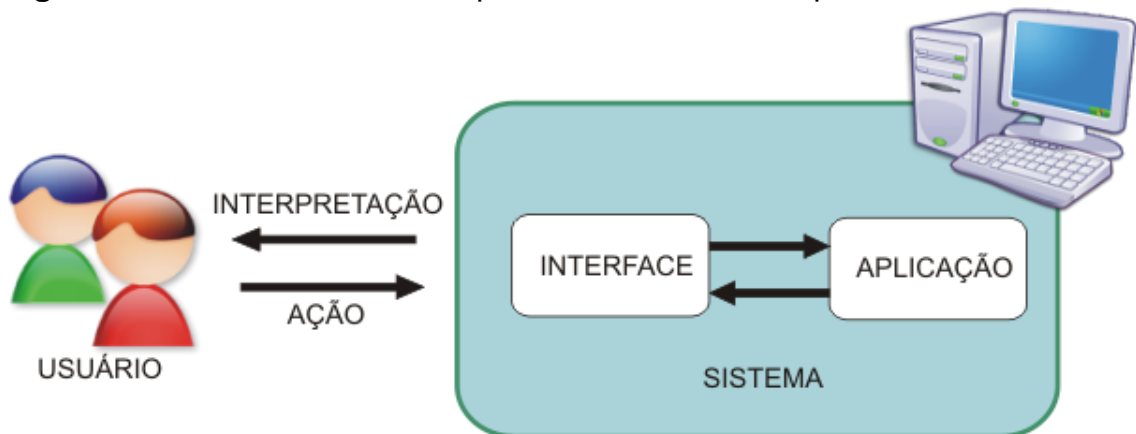 INTERPRETAÇÃO
AÇÃO
USUÁRIO
INTERFACE
APLICAÇÃO
SISTEMA